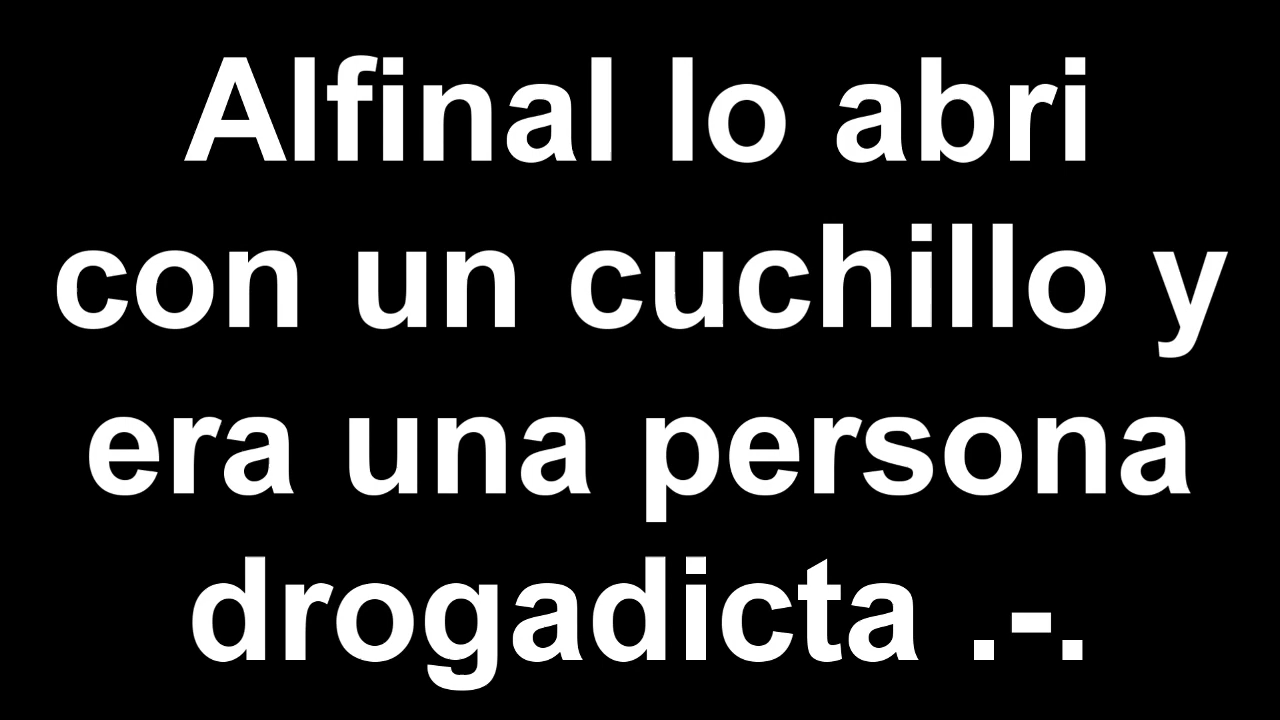 Alfinal lo abri
con un cuchillo y
era una persona
drogadicta .-.